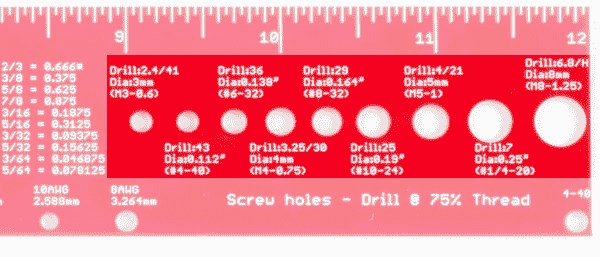 9 10 11 12
2/3 = 0.666"
3/8 = 0.375
5/8 = 0.625
7/8 = 0.875
3/16 = 0.1875
5/16 = 0.3125
3/32 = 0.09375
5/32 = 0.15625
3/64 = 0.046875
5/64 = 0.078125
Drill:2.4/41
Dia:3mm
(M3-0.6)
Drill:36
Dia:0.138"
(#6-32)
Drill:29
Dia:0.164"
(#8-32)
Drill:4/21
Dia:5mm
(M5-1)
Drill:6.8/H
Dia:8mm
(M8-1.25)
Drill:43
Dia:0.112"
(#4-40)
Drill:3.25/30
Dia:4mm
(M4-0.75)
Drill:25
Dia:0.19"
(#10-24)
Drill:7
Dia:0.25"
(#1/4-20)
10AWG
2.588mm
8AWG
3.264mm
Screw holes - Drill @ 75% Thread
4-40